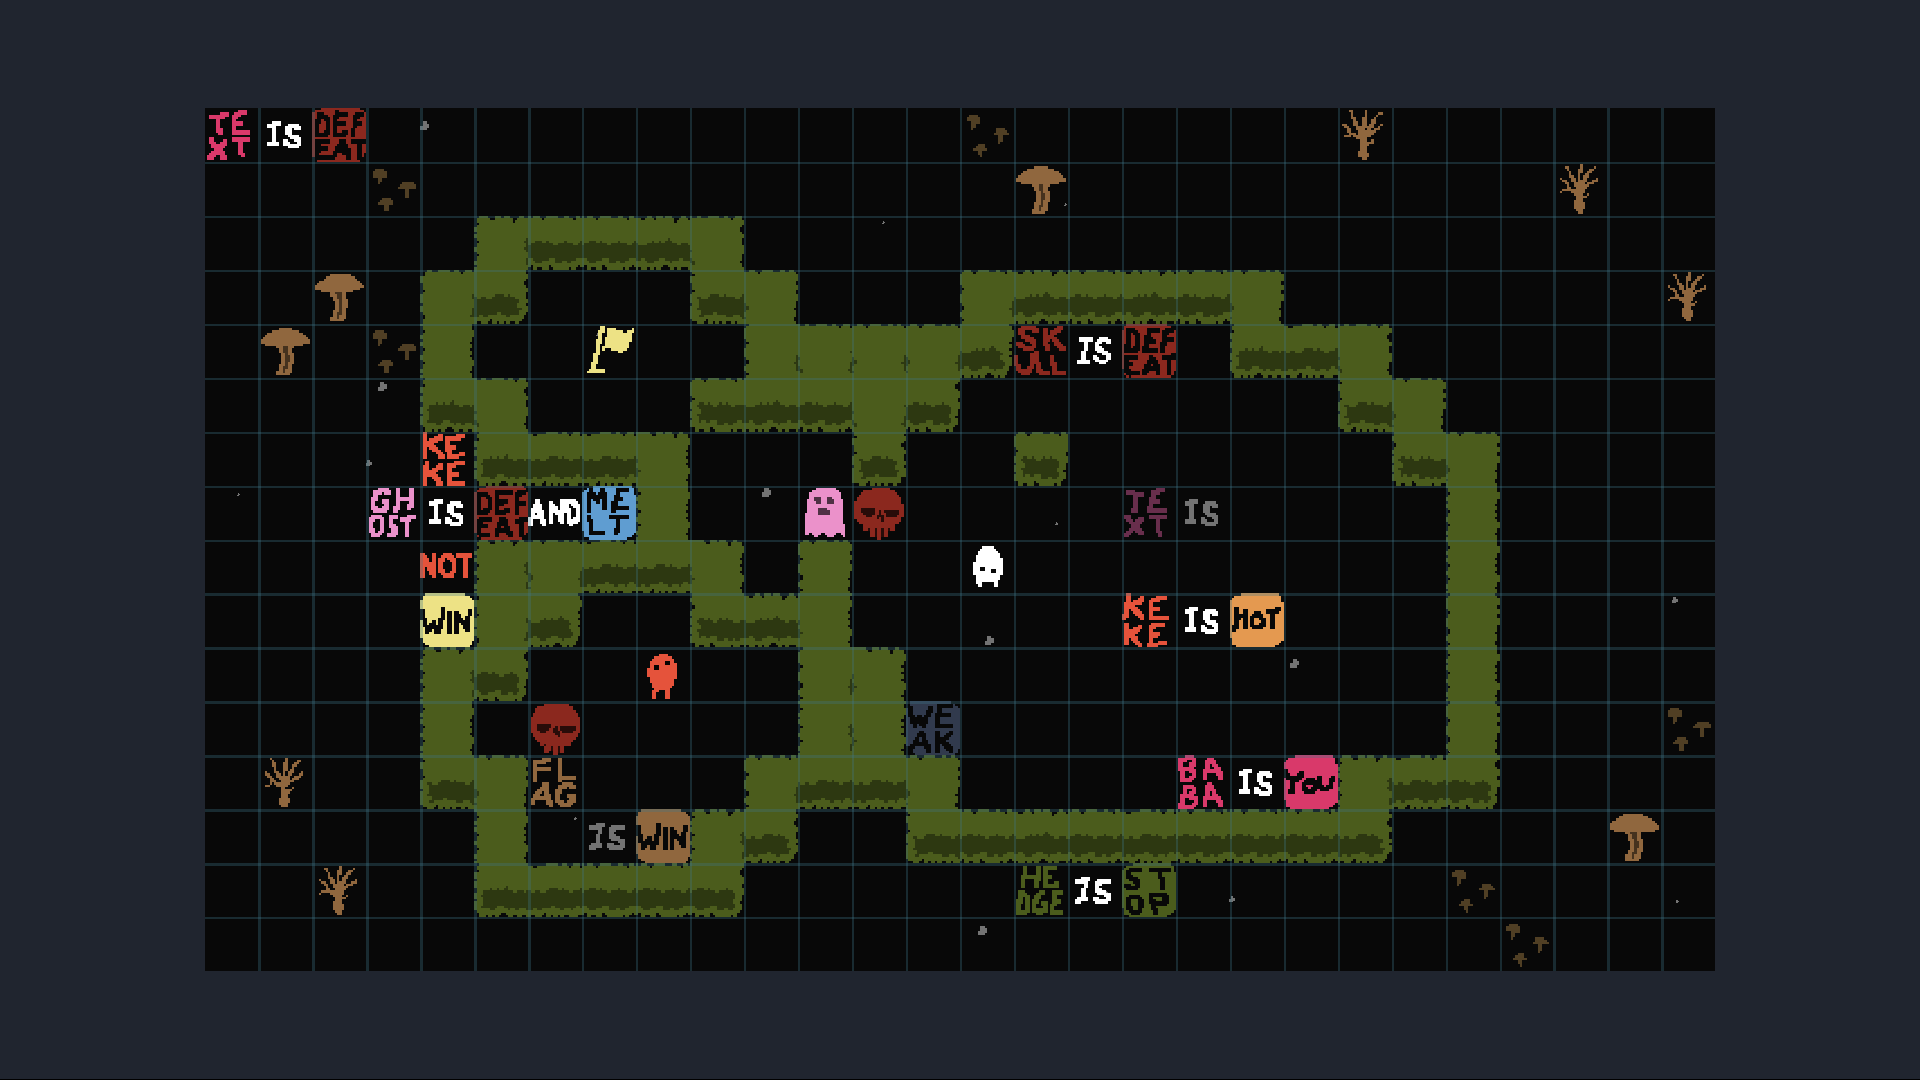 TEXT IS DEFEAT
SKULL IS DEFEAT
KEKE
GHOST IS DEFEAT AND MELT
TEXT IS
NOT
WIN
KEKE IS HOT
WEAK
FLAG
BABA IS YOU
IS WIN
HEDGE IS STOP